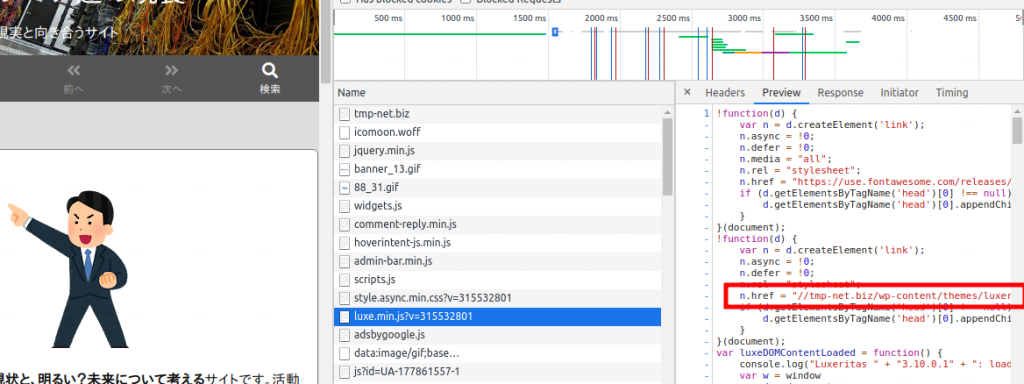 現実と向き合うサイト
前へ
次へ
検索
現状と、明るい?未来について考えるサイトです。活動
Has blocked cookies
Blocked Requests
500 ms
1000 ms
1500 ms
2000 ms
2500 ms
3000 ms
3500 ms
4000 ms
4500 ms
Name
tmp-net.biz
icomoon.woff
jquery.min.js
banner_13.gif
88_31.gif
widgets.js
comment-reply.min.js
hoverintent-js.min.js
admin-bar.min.js
scripts.js
style.async.min.css?v=315532801
luxe.min.js?v=315532801
adsbygoogle.js
data:image/gif;base…
js?id=UA-177861557-1
× Headers Preview Response Initiator Timing
1 !function(d) {
- var n = d.createElement('link');
- n.async = !0;
- n.defer = !0;
- n.media = "all";
- n.rel = "stylesheet";
- n.href = "https://use.fontawesome.com/releases/
- if (d.getElementsByTagName('head')[0] !== null)
- d.getElementsByTagName('head')[0].appendChi
- }
- }(document);
- !function(d) {
- var n = d.createElement('link');
- n.async = !0;
- n.defer = !0;
- n.rel = "stylesheet";
- n.href = "//tmp-net.biz/wp-content/themes/luxer
- if (d.getElementsByTagName('head')[0] !== null)
- d.getElementsByTagName('head')[0].appendChi
- }
- }(document);
- var luxeDOMContentLoaded = function() {
- console.log("Luxeritas " + "3.10.0.1" + ": load
- var w = window